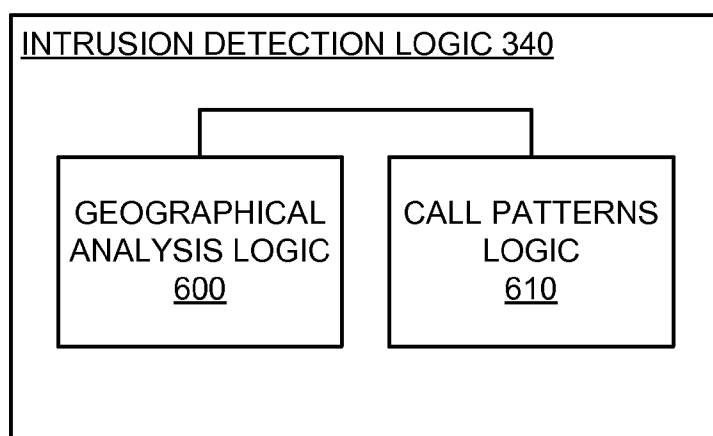 INTRUSION DETECTION LOGIC 340
GEOGRAPHICAL
ANALYSIS LOGIC
600
CALL PATTERNS
LOGIC
610